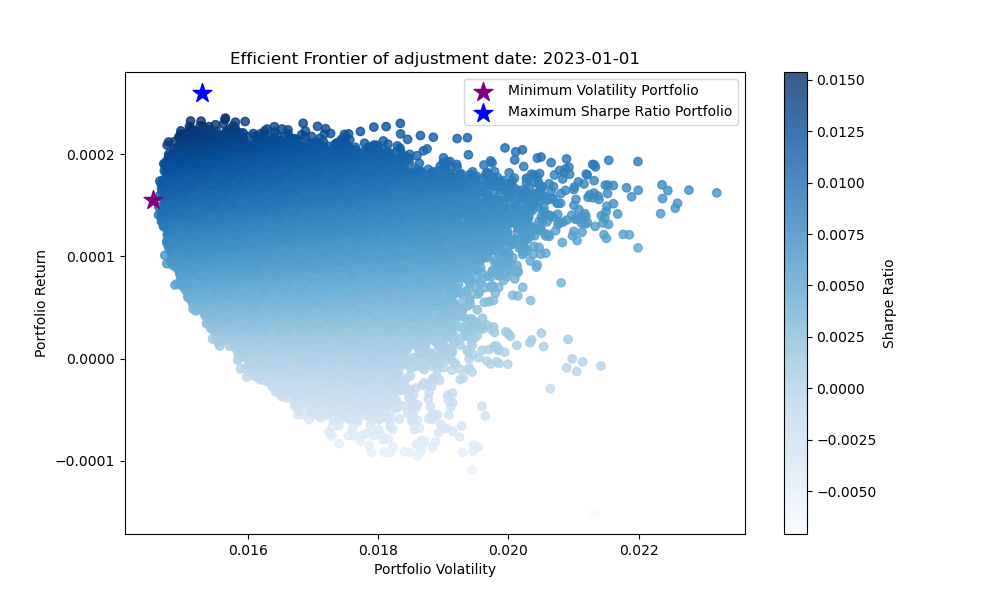 Efficient Frontier of adjustment date: 2023-01-01
Minimum Volatility Portfolio
Maximum Sharpe Ratio Portfolio
Portfolio Return
0.0002
0.0001
0.0000
−0.0001
0.016
0.018
0.020
0.022
Portfolio Volatility
0.0150
0.0125
0.0100
0.0075
0.0050
0.0025
0.0000
−0.0025
−0.0050
Sharpe Ratio